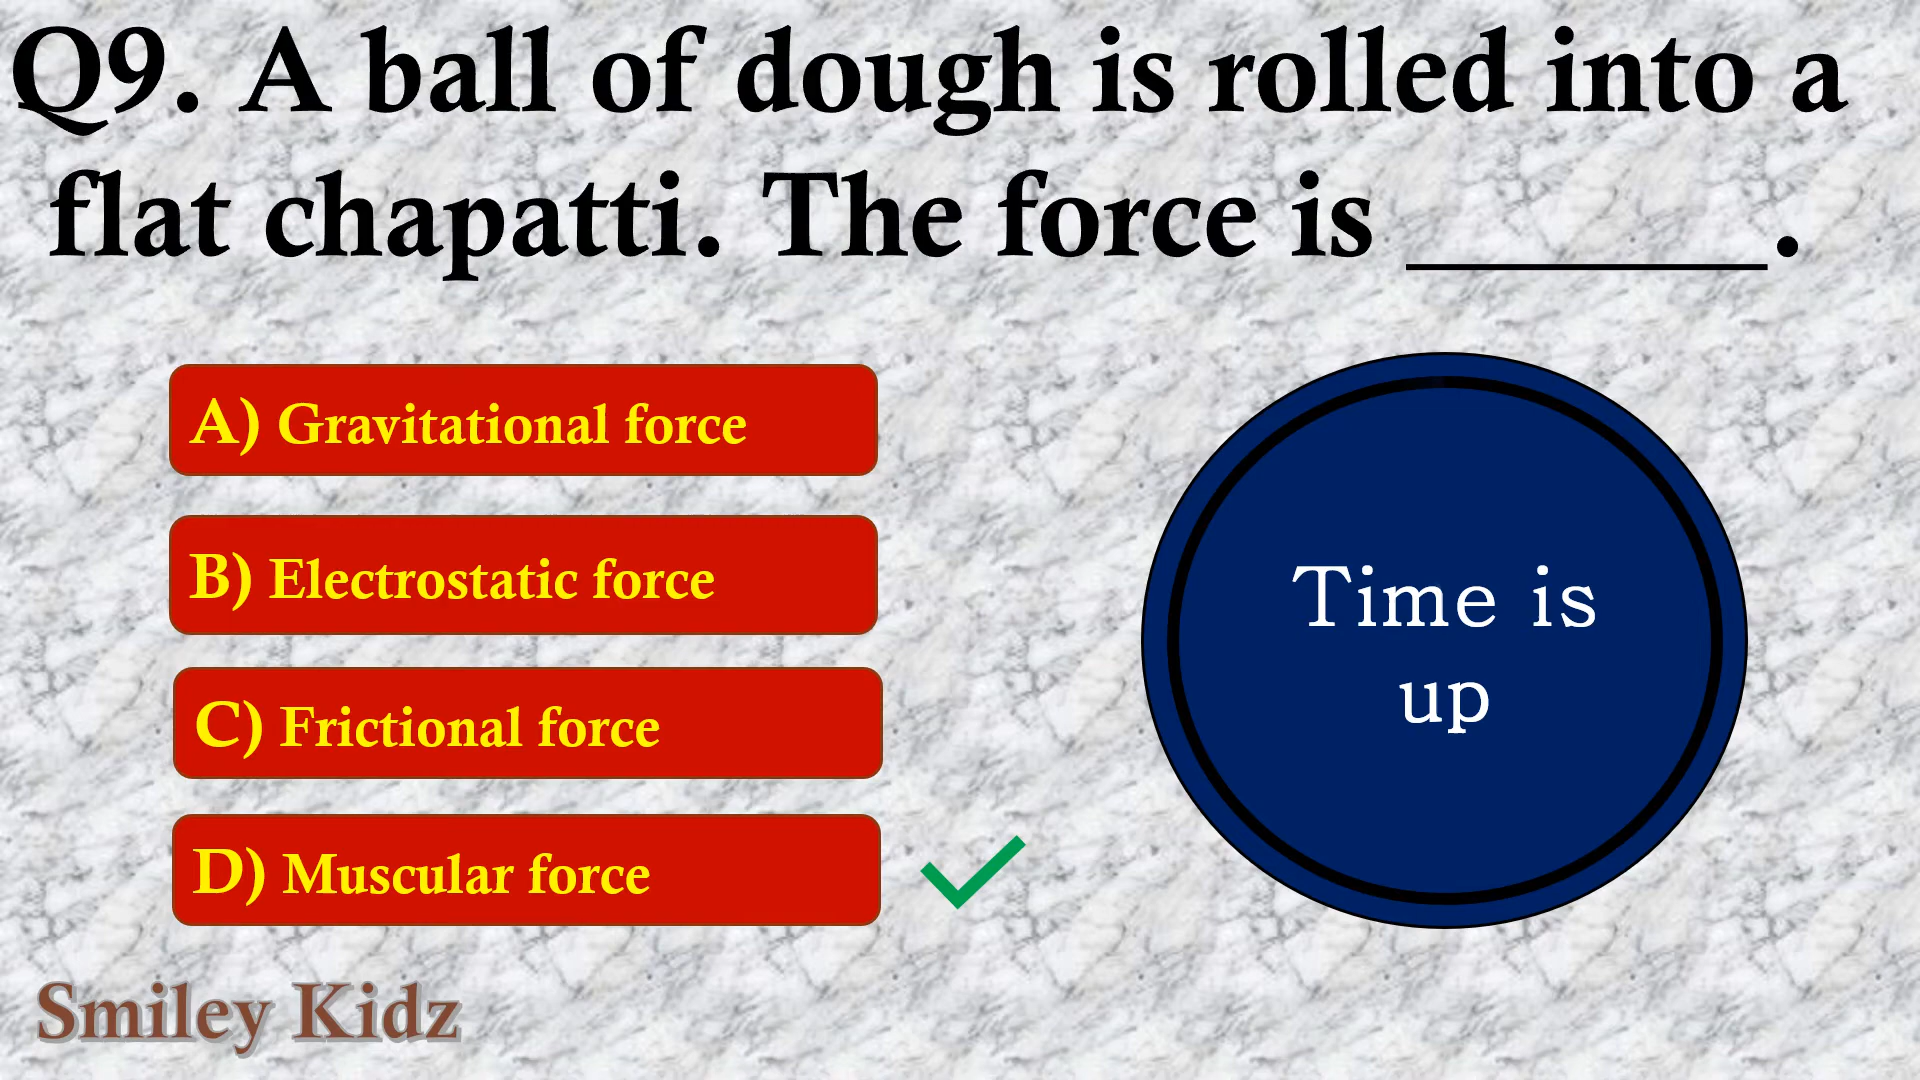 Q9. A ball of dough is rolled into a
flat chapatti. The force is ______.
A) Gravitational force
B) Electrostatic force
C) Frictional force
D) Muscular force
Time is
up
Smiley Kidz